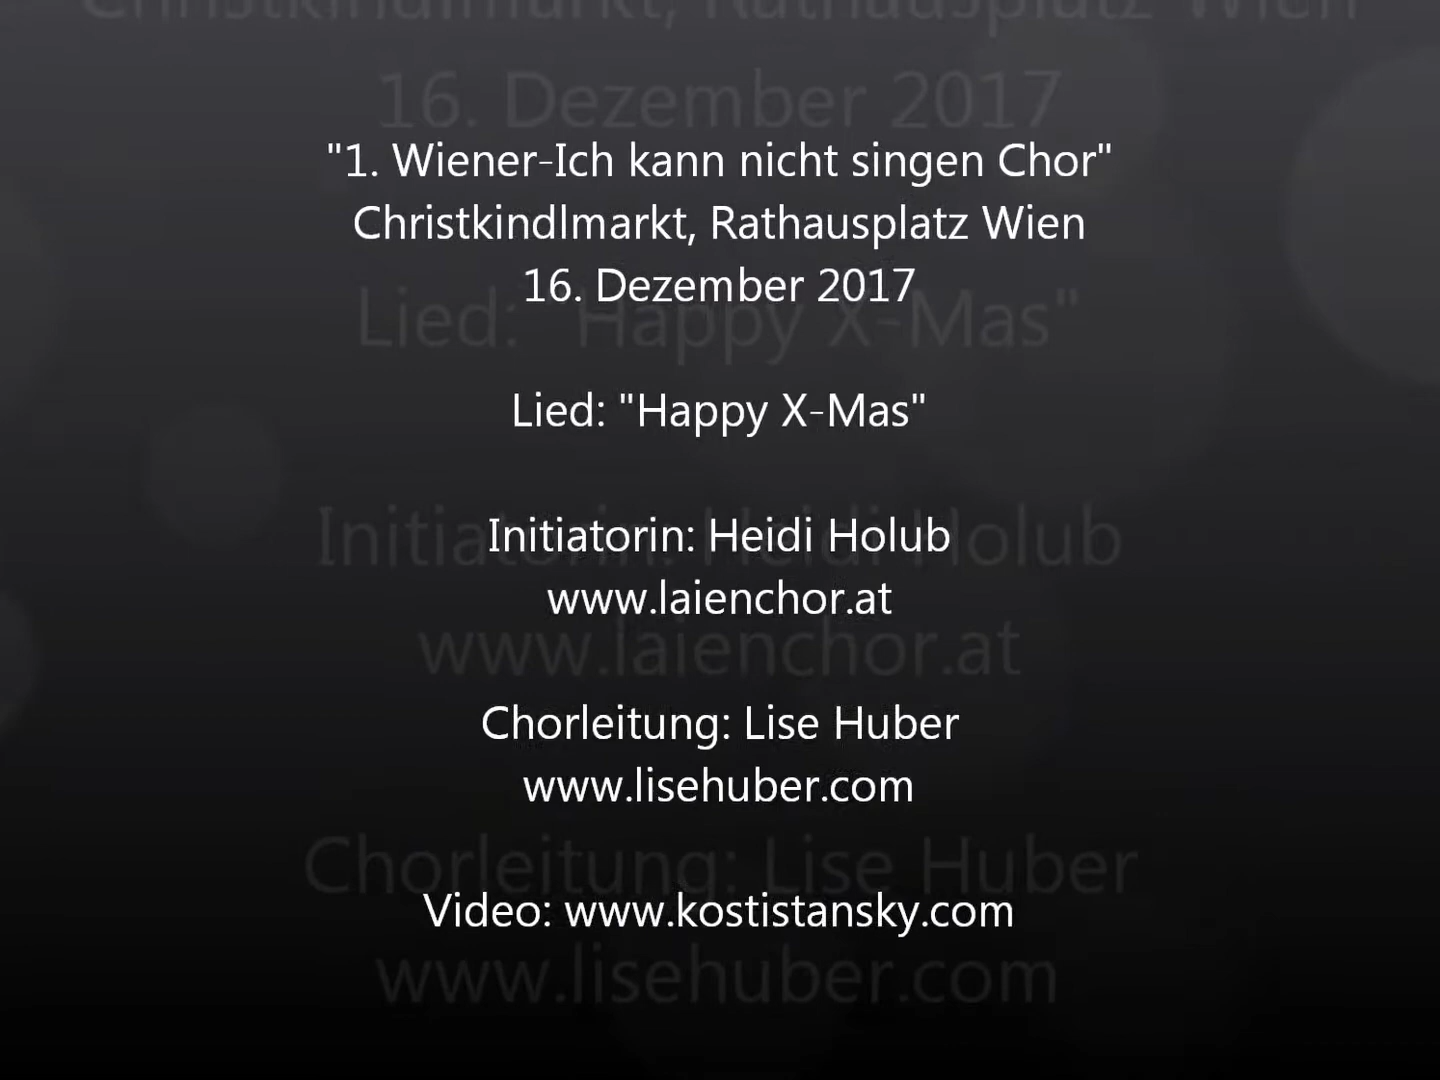 "1. Wiener-Ich kann nicht singen Chor"
Christkindlmarkt, Rathausplatz Wien
16. Dezember 2017
Lied: "Happy X-Mas"
Initiatorin: Heidi Holub
www.laienchor.at
Chorleitung: Lise Huber
www.lisehuber.com
Video: www.kostistansky.com